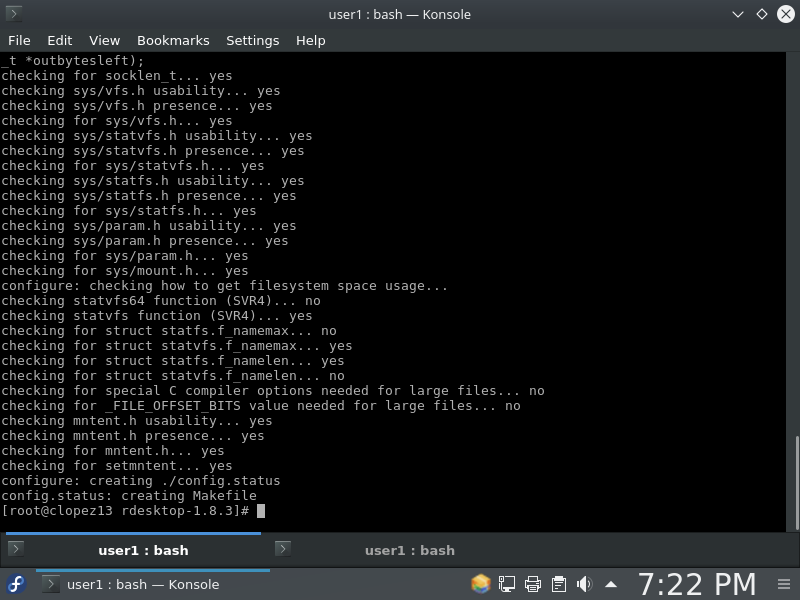 user1 : bash — Konsole
File Edit View Bookmarks Settings Help
_t *outbytesleft);
checking for socklen_t... yes
checking sys/vfs.h usability... yes
checking sys/vfs.h presence... yes
checking for sys/vfs.h... yes
checking sys/statvfs.h usability... yes
checking sys/statvfs.h presence... yes
checking for sys/statvfs.h... yes
checking sys/statfs.h usability... yes
checking sys/statfs.h presence... yes
checking for sys/statfs.h... yes
checking sys/param.h usability... yes
checking sys/param.h presence... yes
checking for sys/param.h... yes
checking for sys/mount.h... yes
configure: checking how to get filesystem space usage...
checking statvfs64 function (SVR4)... no
checking statvfs function (SVR4)... yes
checking for struct statfs.f_namemax... no
checking for struct statvfs.f_namemax... yes
checking for struct statfs.f_namelen... yes
checking for struct statvfs.f_namelen... no
checking for special C compiler options needed for large files... no
checking for _FILE_OFFSET_BITS value needed for large files... no
checking mntent.h usability... yes
checking mntent.h presence... yes
checking for mntent.h... yes
checking for setmntent... yes
configure: creating ./config.status
config.status: creating Makefile
[root@clopez13 rdesktop-1.8.3]#
user1 : bash user1 : bash
user1 : bash — Konsole 7:22 PM